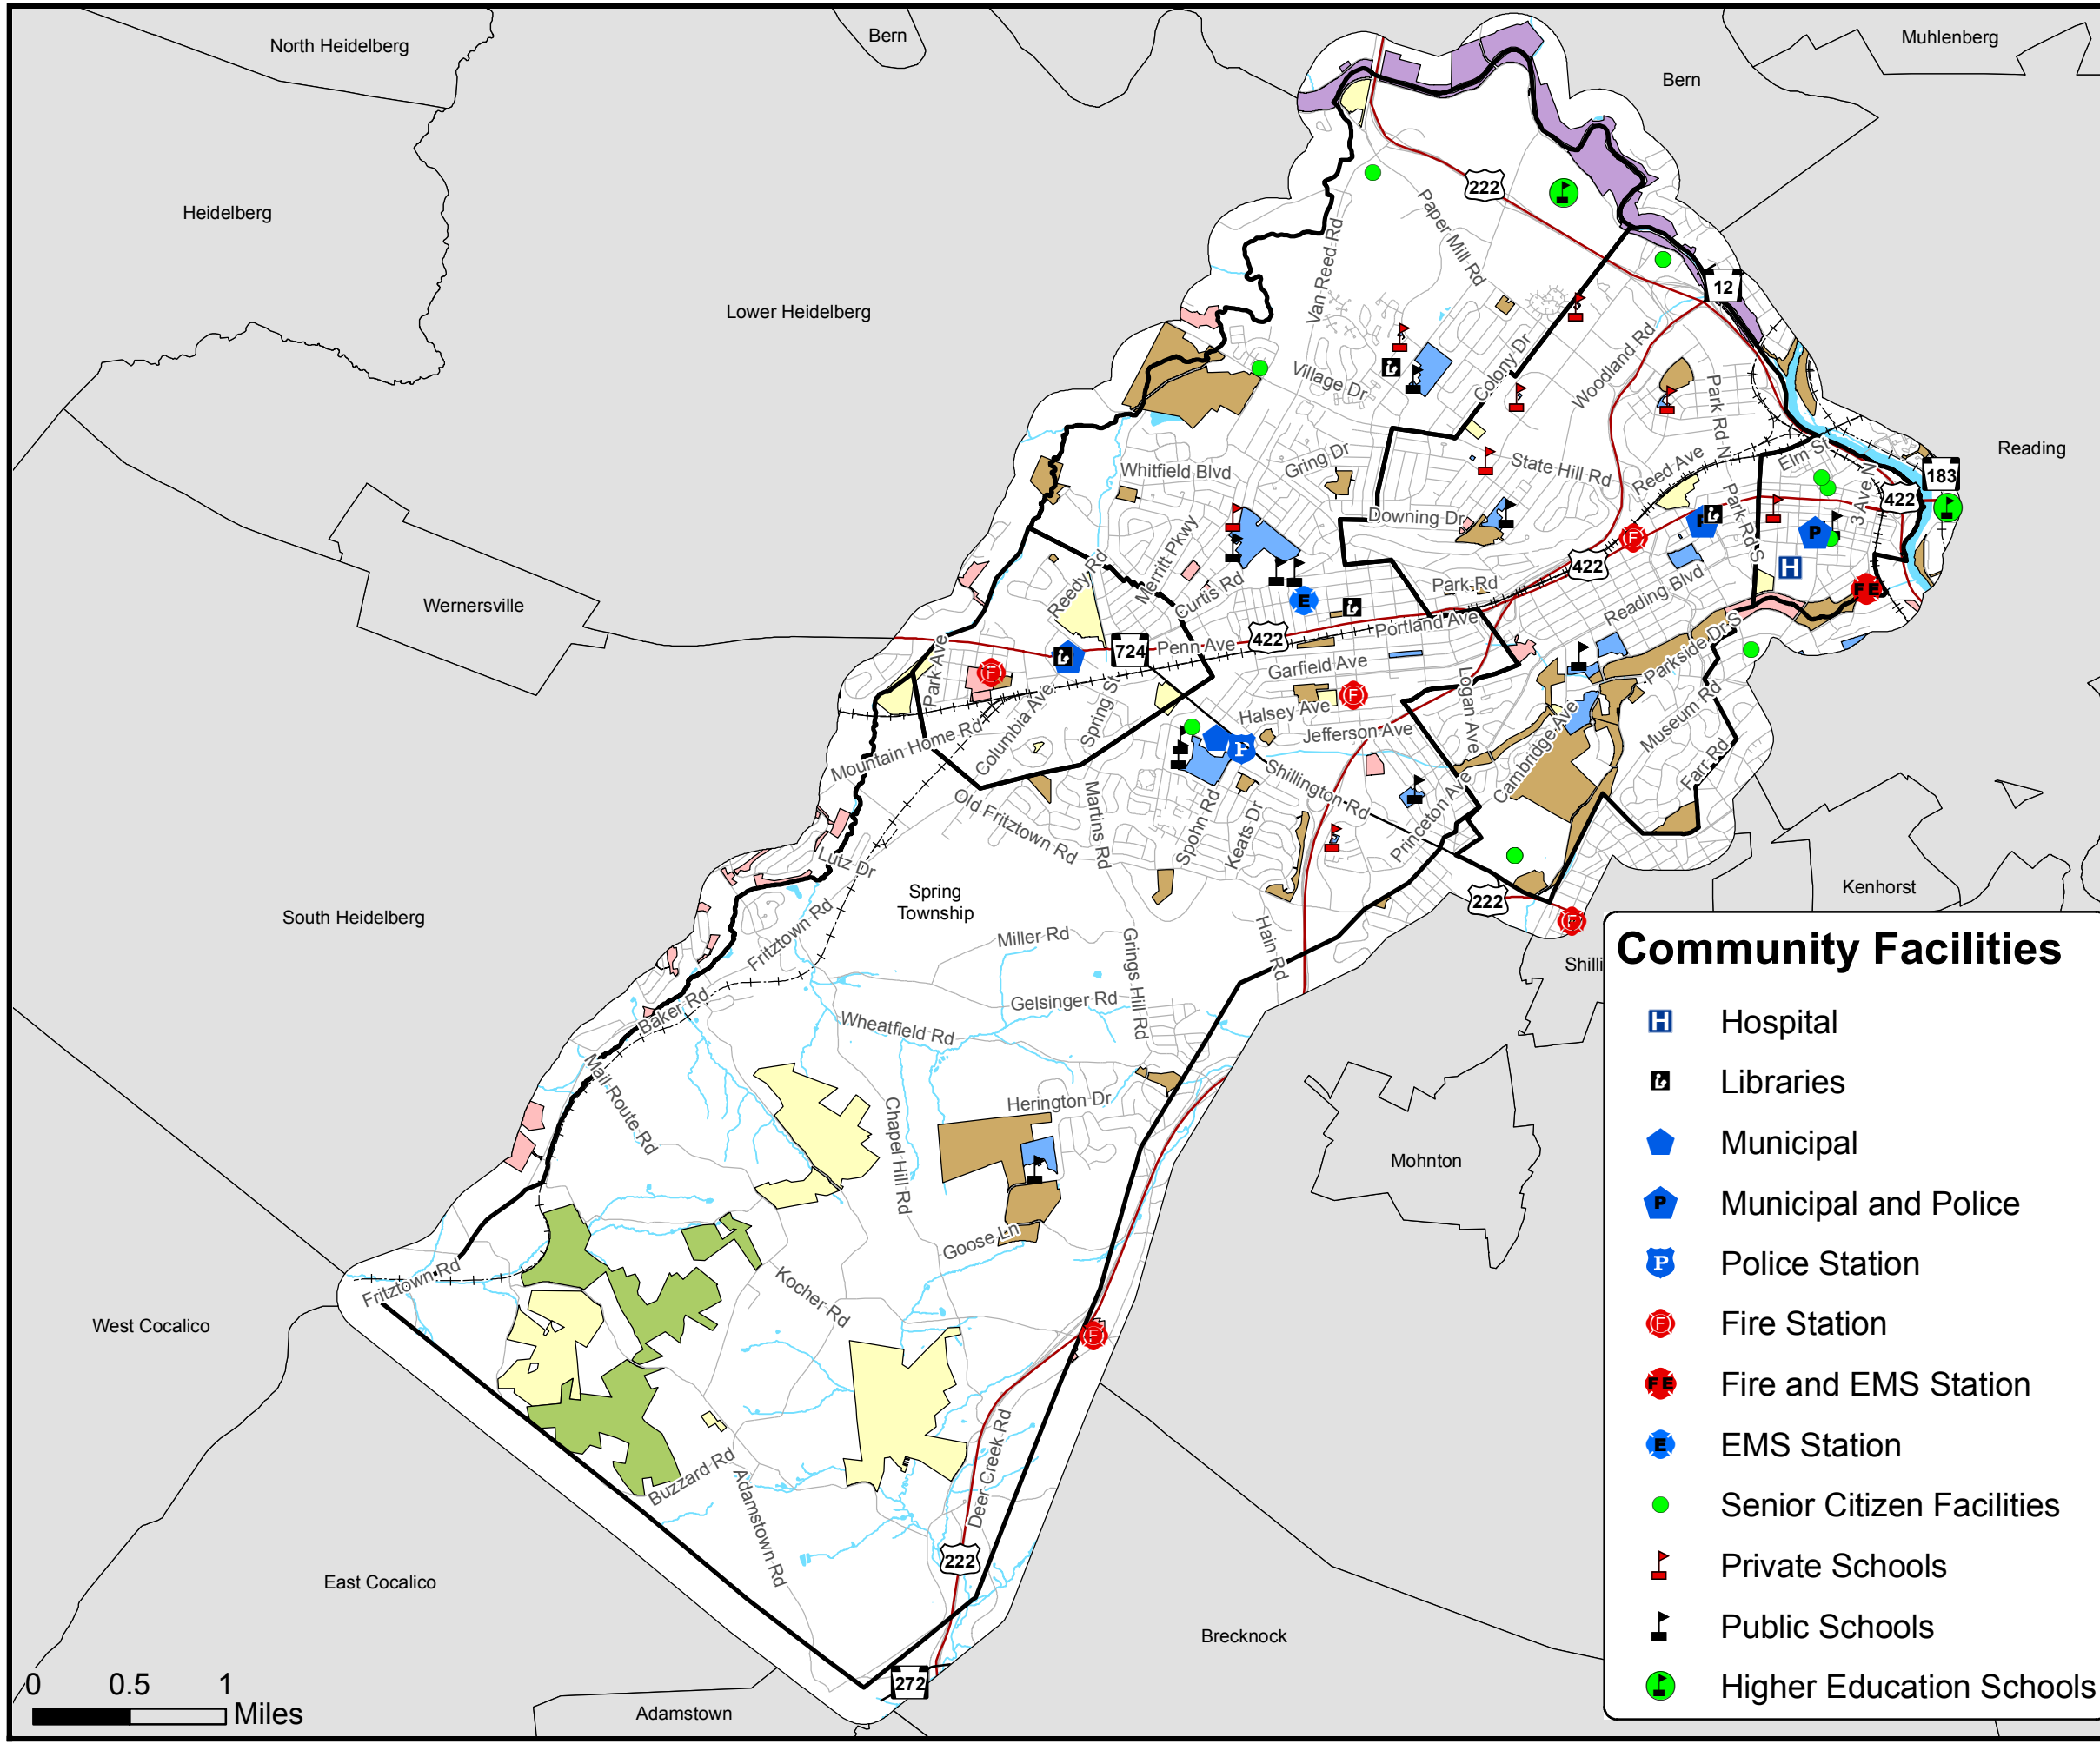 North Heidelberg
Bern
Muhlenberg
Bern
Heidelberg
222
Paper Mill Rd
Van Reed Rd
12
Lower Heidelberg
Village Dr
Colony Dr
Woodland Rd
Park Rd N
Reading
Whitfield Blvd
Gring Dr
State Hill Rd
Reed Ave
Elm St
183
422
3 Ave W
Downing Dr
Park Rd S
P
P
H
Merritt Pkwy
Reedy Rd
Curtis Rd
E
F
422
Park Rd
Reading Blvd
F E
Wernersville
Portland Ave
422
724
Penn Ave
Park Ave
F
Garfield Ave
Parkside Dr S
Columbia Ave
Spring St
Halsey Ave
F
Logan Ave
Jefferson Ave
Cambridge Ave
Museum Rd
Farr Rd
Mountain Home Rd
P
Shillington Rd
Old Fritztown Rd
Martins Rd
Spohn Rd
Keats Dr
Princeton Ave
Lutz Dr
Spring
Township
222
F
Kenhorst
South Heidelberg
Fritztown Rd
Miller Rd
Grings Hill Rd
Hain Rd
Shilli
Baker Rd
Gelsinger Rd
Wheatfield Rd
Mail Route Rd
Herington Dr
Chapel Hill Rd
Mohnton
Goose Ln
Fritztown Rd
Kocher Rd
West Cocalico
F
Buzzard Rd
Adamstown Rd
Deer Creek Rd
222
East Cocalico
Brecknock
272
Adamstown
0 0.5 1
Miles
Community Facilities
H Hospital
Libraries
Municipal
P Municipal and Police
P Police Station
F Fire Station
F E Fire and EMS Station
E EMS Station
Senior Citizen Facilities
Private Schools
Public Schools
Higher Education Schools